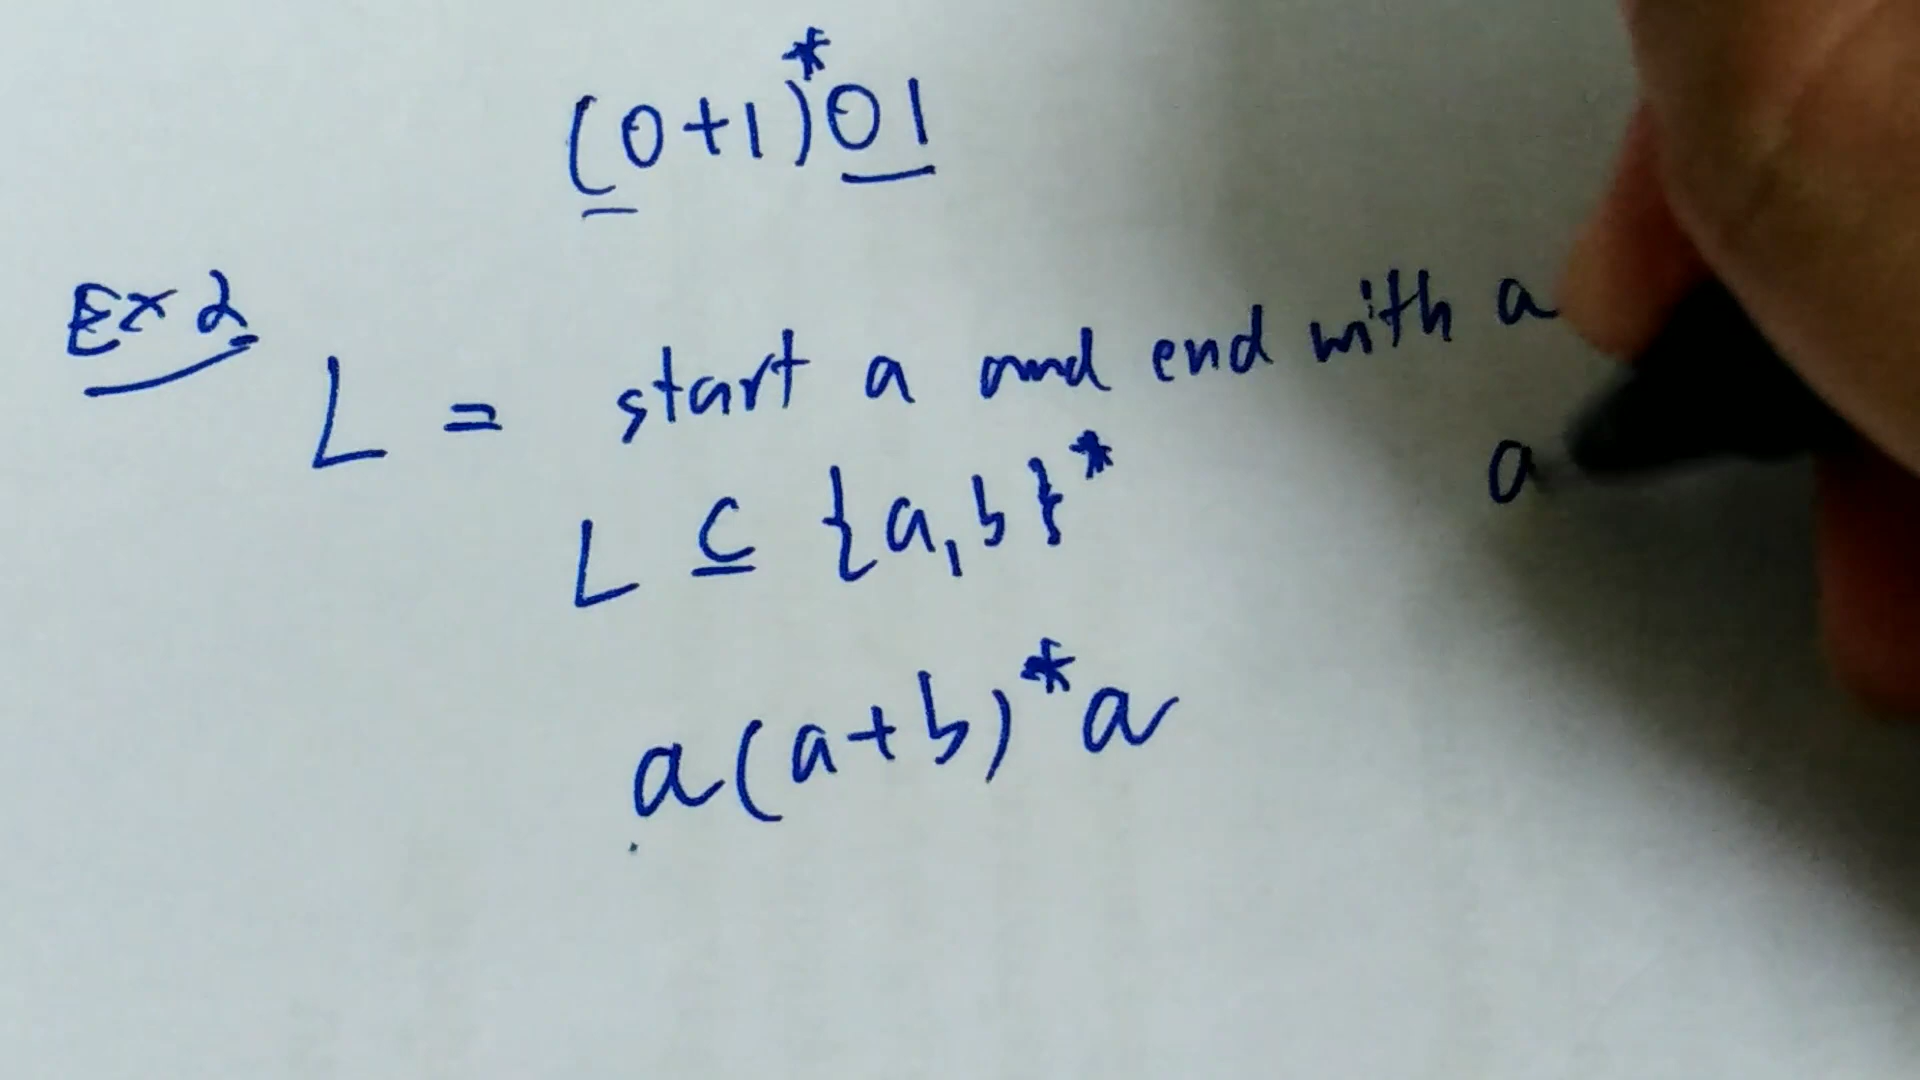 (0+1)*01
Ex 2
L = start a and end with a
a
L ⊆ {a,b}*
a(a+b)*a